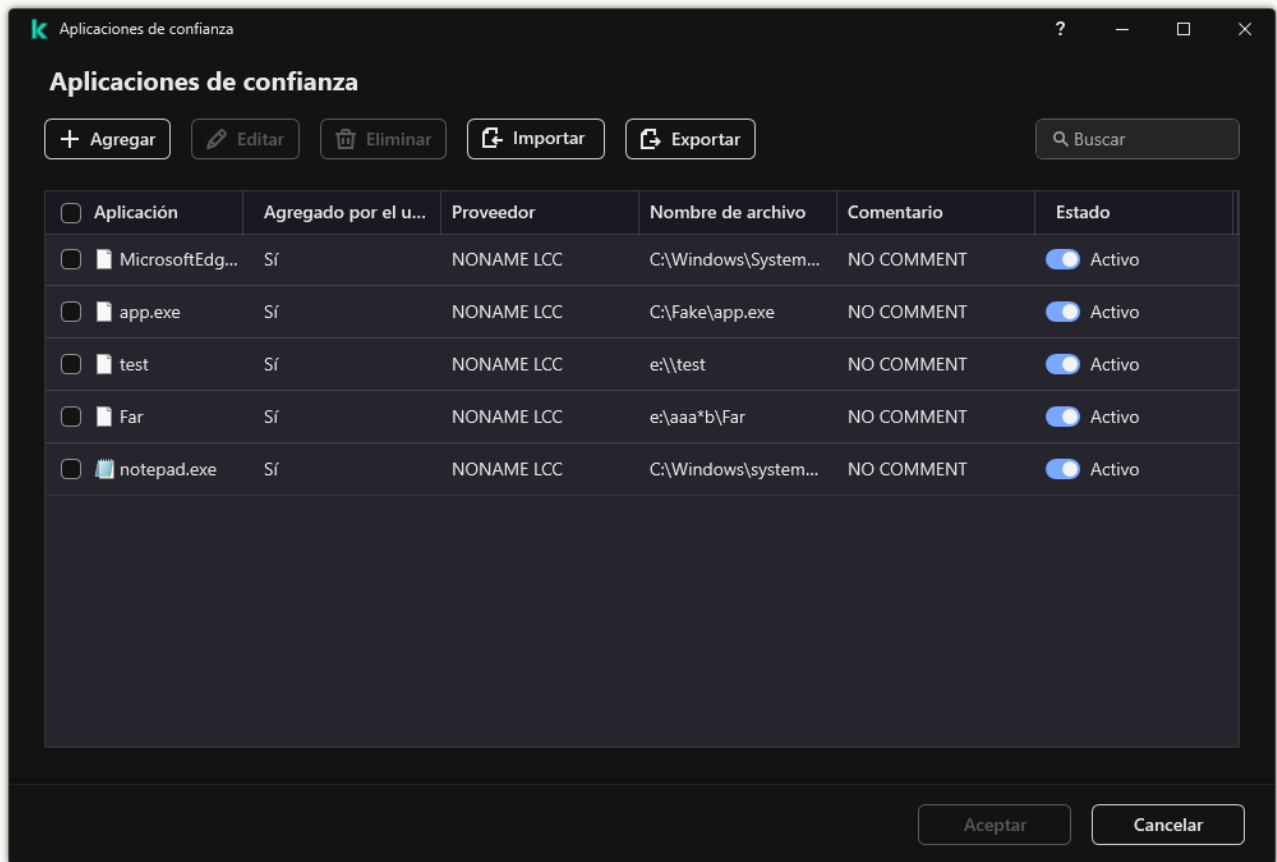 Aplicaciones de confianza
?
Aplicaciones de confianza
Agregar Editar Eliminar Importar Exportar Buscar
Aplicación Agregado por el u... Proveedor Nombre de archivo Comentario Estado
MicrosoftEdg... Sí NONAME LCC C:\Windows\System... NO COMMENT Activo
app.exe Sí NONAME LCC C:\Fake\app.exe NO COMMENT Activo
test Sí NONAME LCC e:\\test NO COMMENT Activo
Far Sí NONAME LCC e:\aaa*b\Far NO COMMENT Activo
notepad.exe Sí NONAME LCC C:\Windows\system... NO COMMENT Activo
Aceptar Cancelar